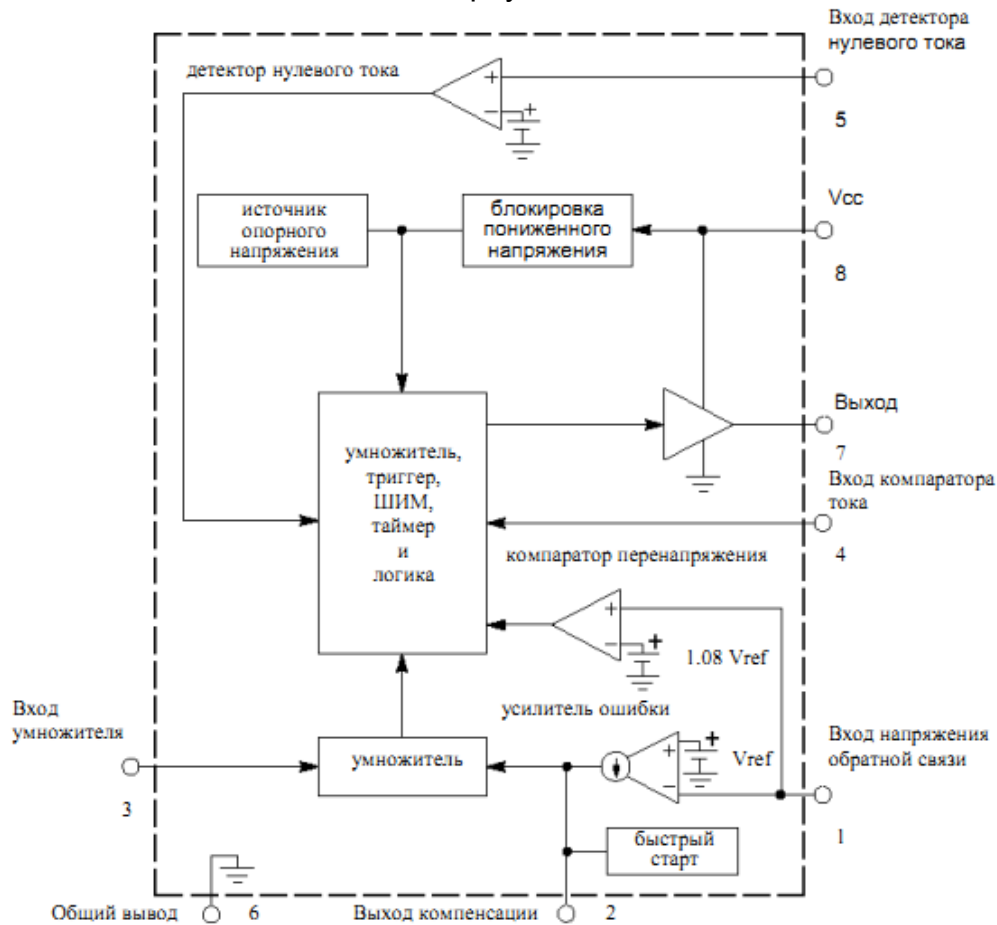 Вход детектора
нулевого тока
детектор нулевого тока
+
−
+
5
источник
опорного
напряжения
блокировка
пониженного
напряжения
Vcc
8
умножитель,
триггер,
ШИМ,
таймер
и
логика
Выход
7
Вход компаратора
тока
4
компаратор перенапряжения
+
−
+
1.08 Vref
усилитель ошибки
Вход
умножителя
3
умножитель
+
−
+
Vref
Вход напряжения
обратной связи
1
быстрый
старт
Общий вывод
6
Выход компенсации
2